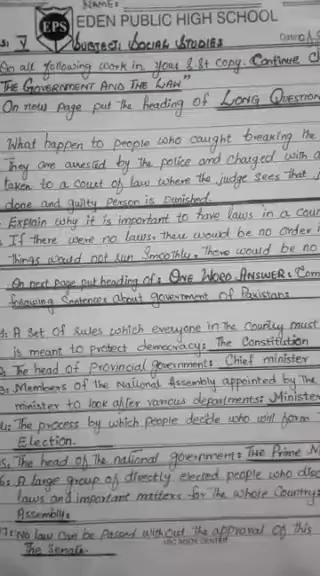 NAME:
EPS
EDEN PUBLIC HIGH SCHOOL
S: V SUBJECT: SOCIAL STUDIES
Do all following work in your S.St copy. Continue
THE GOVERNMENT AND THE LAW"
On new page put the heading of LONG QUESTION
What happen to people who caught breaking the
They are arrested by the police and charged with a
taken to a court of law where the judge sees that
done and guilty person is punished.
Explain why it is important to have laws in a
If there were no laws, there would be no order
things would not run smoothly. There would be no
On next page put heading of: ONE WORD ANSWER:
following sentences about government of Pakistan:
1: A set of rules which everyone in the country must
is meant to protect democracy: The Constitution
The head of provincial government: Chief minister
3: Members of the National Assembly appointed by the
minister to look after various departments: Minister
4: The process by which people decide who will form
Election.
5: The head of the national government: The Prime
6: A large group of directly elected people who
laws and important matters for the whole country:
Assembly:
7: No law can be passed without the approval of this
The Senate.